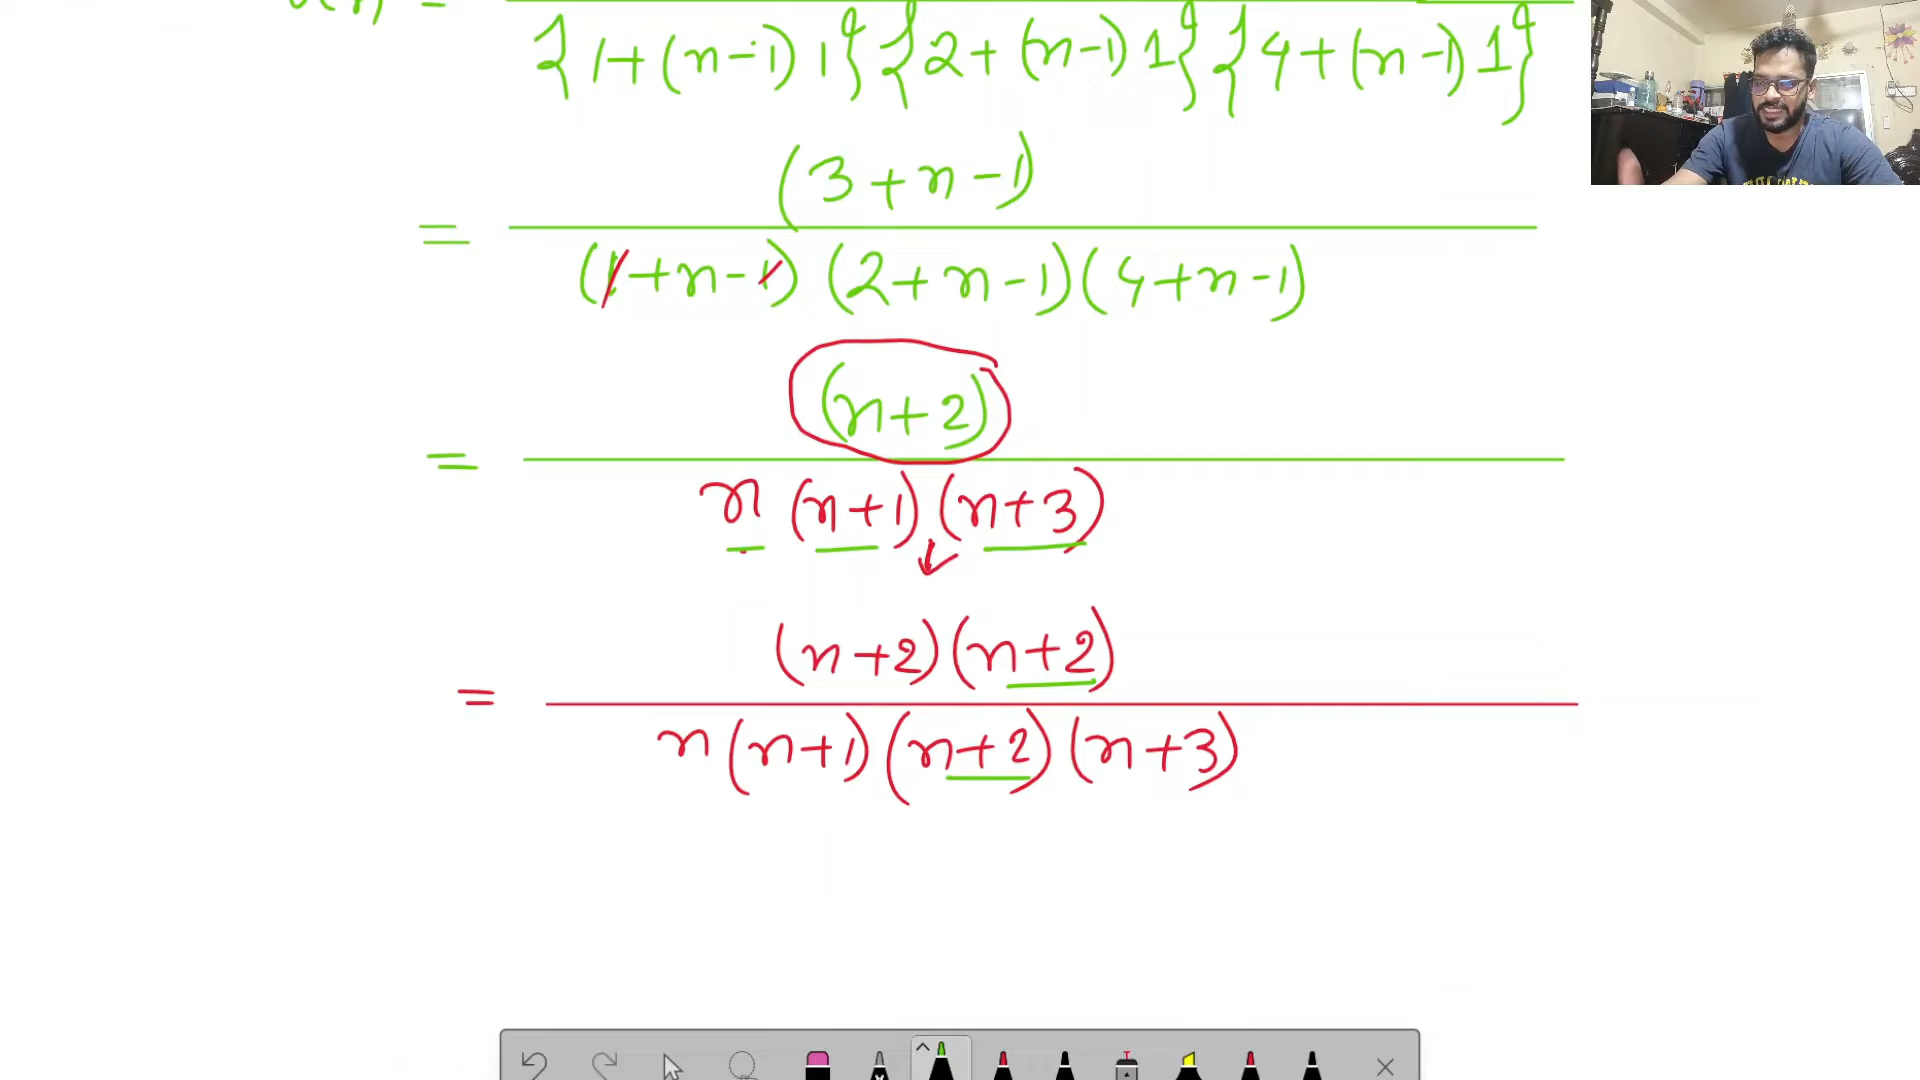 =
{1+(n-1)1}{2+(n-1)1}{4+(n-1)1}
(3+n-1)
=
(1+n-1)(2+n-1)(4+n-1)
(n+2)
=
n(n+1)(n+3)
(n+2)(n+2)
=
n(n+1)(n+2)(n+3)